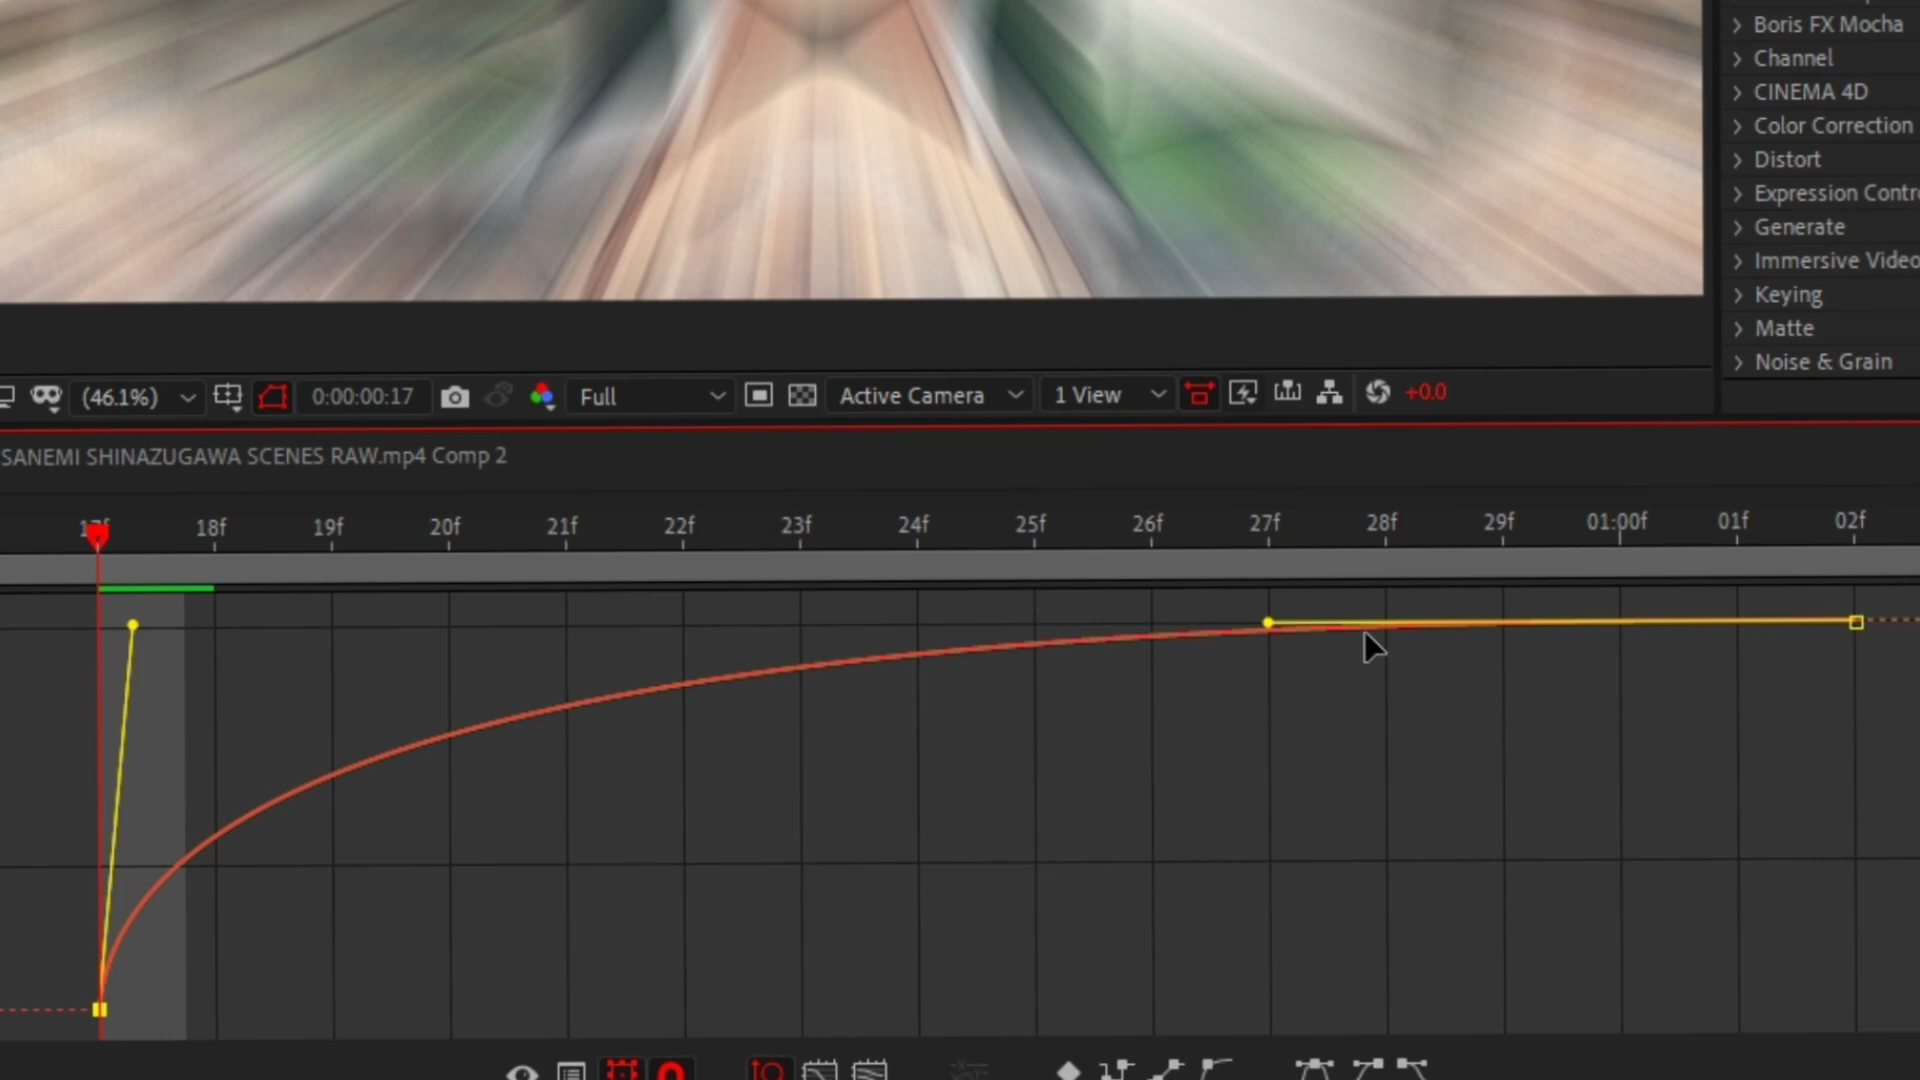 Boris FX Mocha
Channel
CINEMA 4D
Color Correction
Distort
Expression Contr
Generate
Immersive Video
Keying
Matte
Noise & Grain
(46.1%) 0:00:00:17 Full Active Camera 1 View +0.0
SANEMI SHINAZUGAWA SCENES RAW.mp4 Comp 2
17f 18f 19f 20f 21f 22f 23f 24f 25f 26f 27f 28f 29f 01:00f 01f 02f